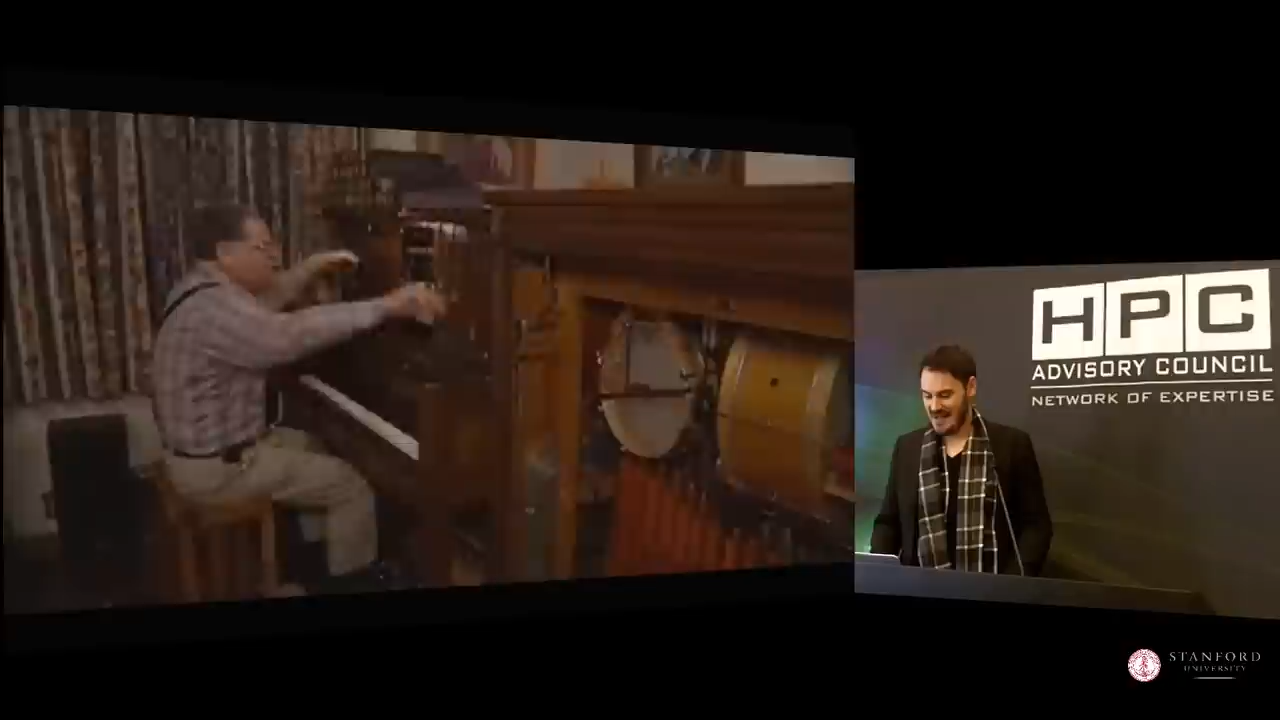 HPC
ADVISORY COUNCIL
NETWORK OF EXPERTISE
STANFORD
UNIVERSITY